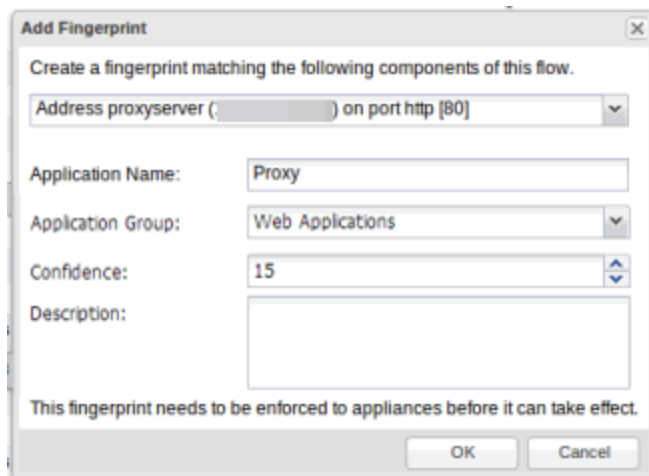 Add Fingerprint
Create a fingerprint matching the following components of this flow.
Address proxyserver ( ) on port http [80]
Application Name: Proxy
Application Group: Web Applications
Confidence: 15
Description:
This fingerprint needs to be enforced to appliances before it can take effect.
OK Cancel